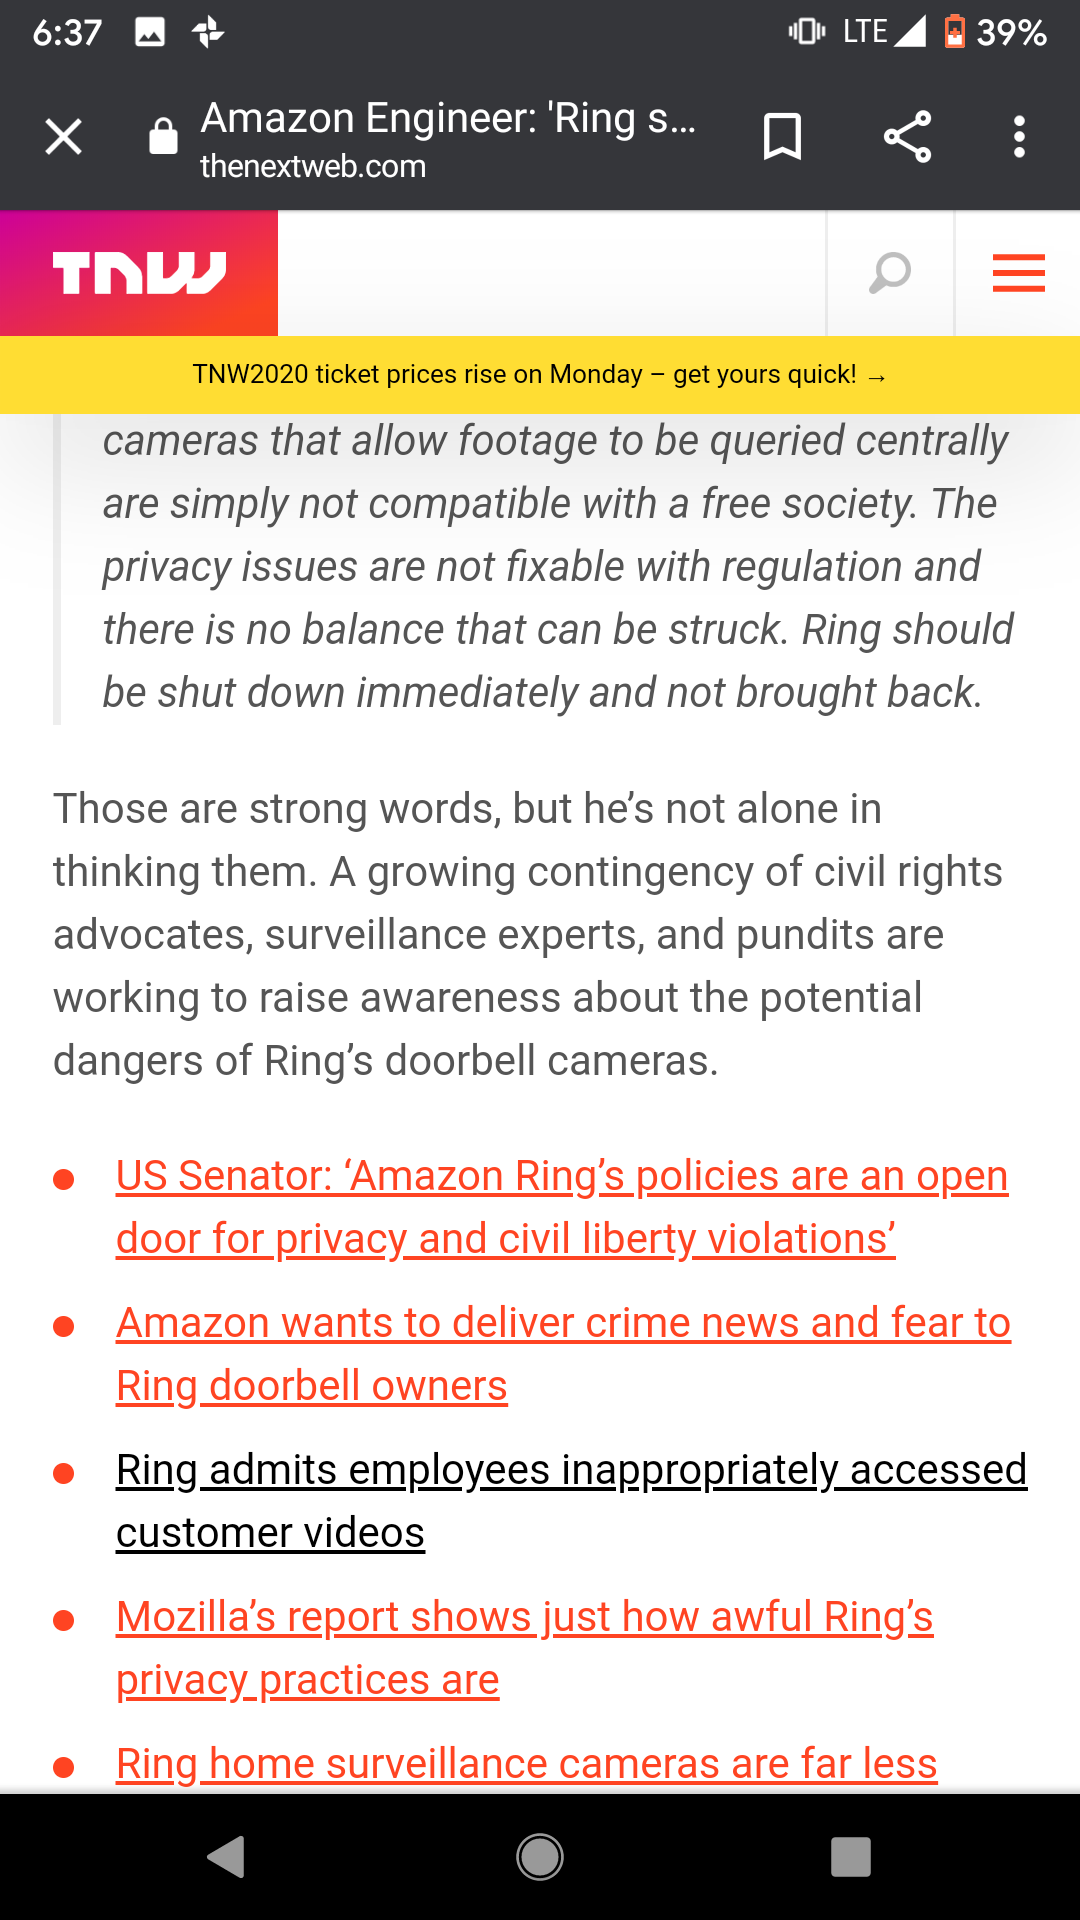 6:37
LTE
39%
Amazon Engineer: 'Ring s...
thenextweb.com
TNW
TNW2020 ticket prices rise on Monday – get yours quick! →
cameras that allow footage to be queried centrally
are simply not compatible with a free society. The
privacy issues are not fixable with regulation and
there is no balance that can be struck. Ring should
be shut down immediately and not brought back.
Those are strong words, but he’s not alone in
thinking them. A growing contingency of civil rights
advocates, surveillance experts, and pundits are
working to raise awareness about the potential
dangers of Ring’s doorbell cameras.
US Senator: ‘Amazon Ring’s policies are an open
door for privacy and civil liberty violations’
Amazon wants to deliver crime news and fear to
Ring doorbell owners
Ring admits employees inappropriately accessed
customer videos
Mozilla’s report shows just how awful Ring’s
privacy practices are
Ring home surveillance cameras are far less